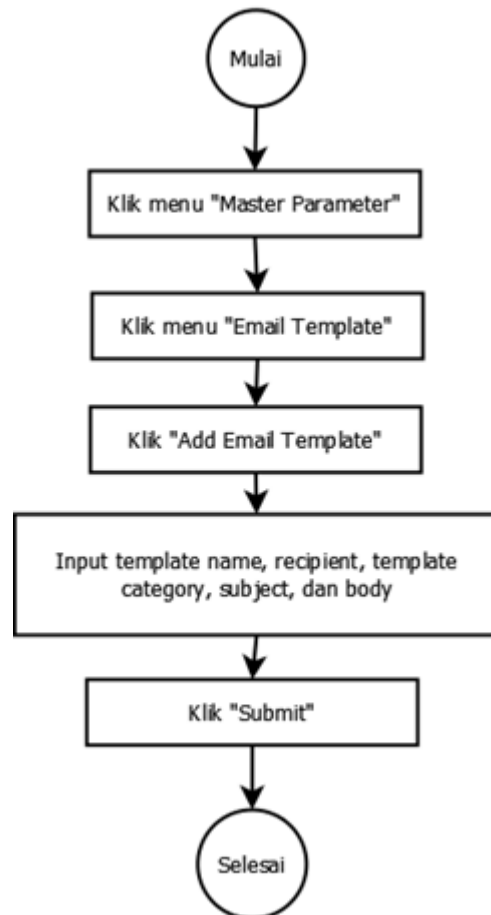 Mulai
Klik menu "Master Parameter"
Klik menu "Email Template"
Klik "Add Email Template"
Input template name, recipient, template
category, subject, dan body
Klik "Submit"
Selesai